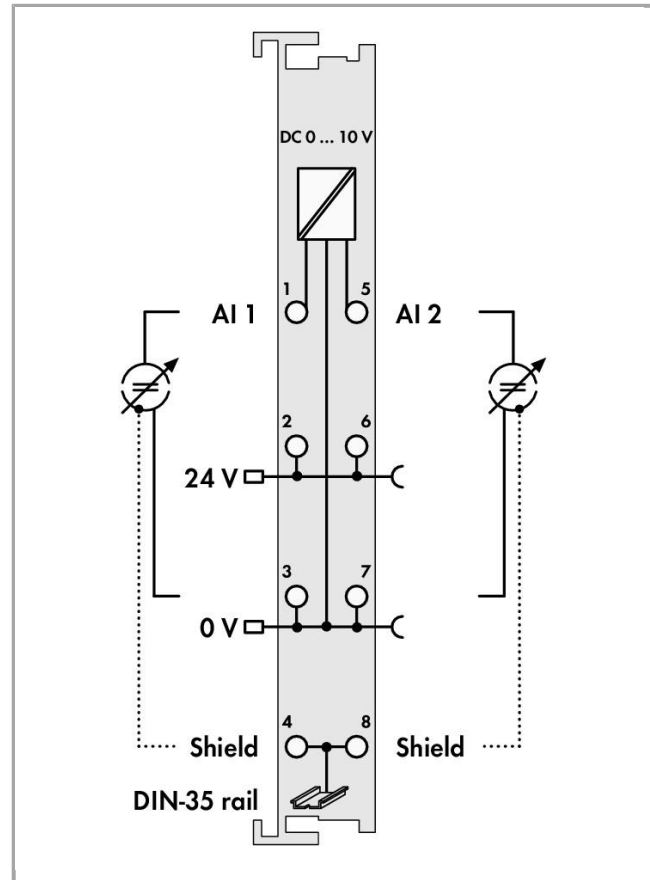 DC 0 ... 10 V
1 5
AI 1 AI 2
2 6
24 V
3 7
0 V
4 8
Shield Shield
DIN-35 rail